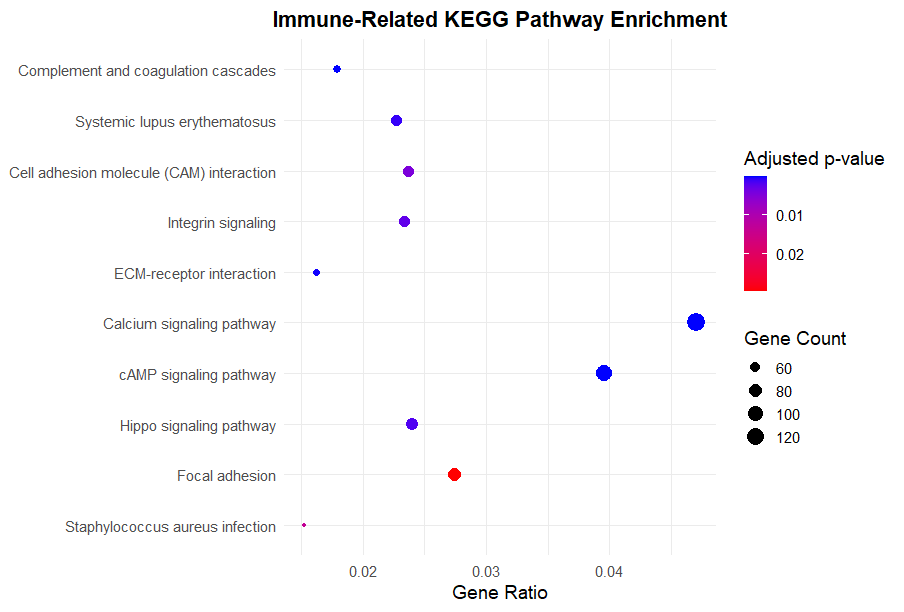 Immune-Related KEGG Pathway Enrichment
Complement and coagulation cascades
Systemic lupus erythematosus
Cell adhesion molecule (CAM) interaction
Integrin signaling
ECM-receptor interaction
Calcium signaling pathway
cAMP signaling pathway
Hippo signaling pathway
Focal adhesion
Staphylococcus aureus infection
0.02 0.03 0.04
Gene Ratio
Adjusted p-value
0.01
0.02
Gene Count
60
80
100
120